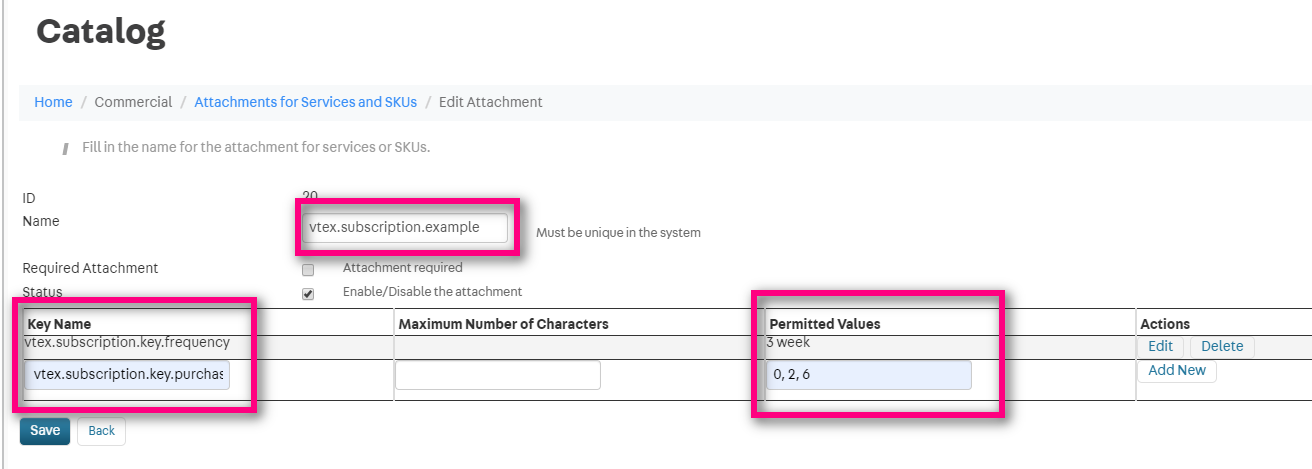 Catalog
Home / Commercial / Attachments for Services and SKUs / Edit Attachment
Fill in the name for the attachment for services or SKUs.
ID 20
Name vtex.subscription.example Must be unique in the system
Required Attachment Attachment required
Status Enable/Disable the attachment
Key Name Maximum Number of Characters Permitted Values Actions
vtex.subscription.key.frequency 3 week Edit Delete
vtex.subscription.key.purchas 0, 2, 6 Add New
Save Back